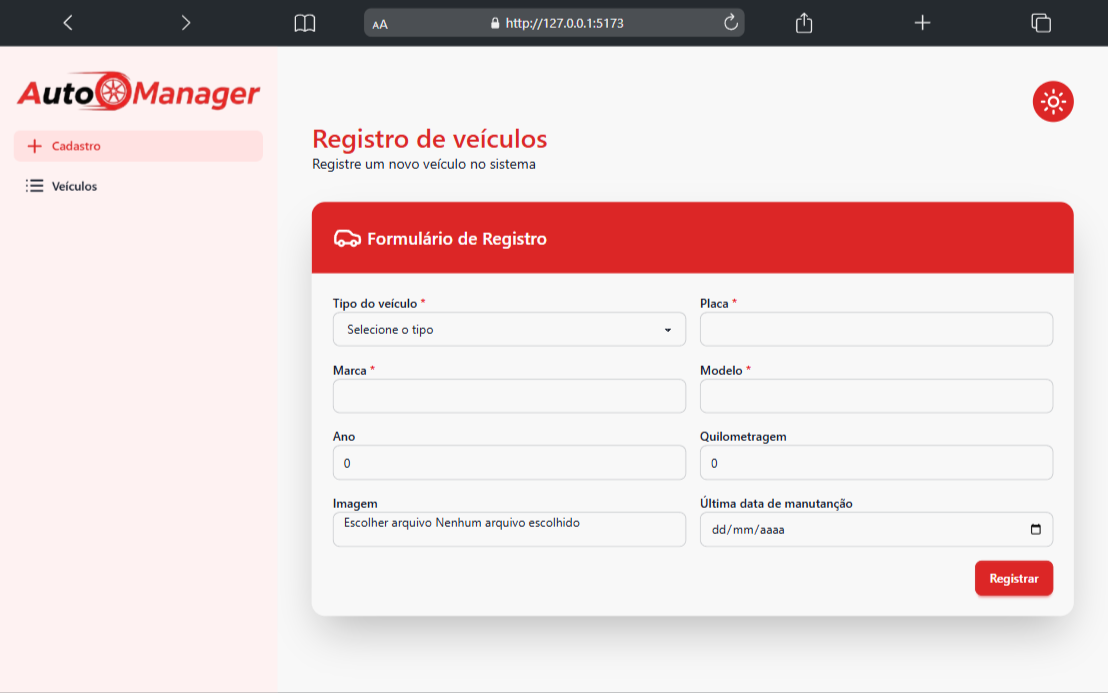 AA http://127.0.0.1:5173
AutoManager
Cadastro
Veículos
Registro de veículos
Registre um novo veículo no sistema
Formulário de Registro
Tipo do veículo * Placa *
Selecione o tipo
Marca * Modelo *
Ano Quilometragem
0 0
Imagem Última data de manutanção
Escolher arquivo Nenhum arquivo escolhido dd/mm/aaaa
Registrar